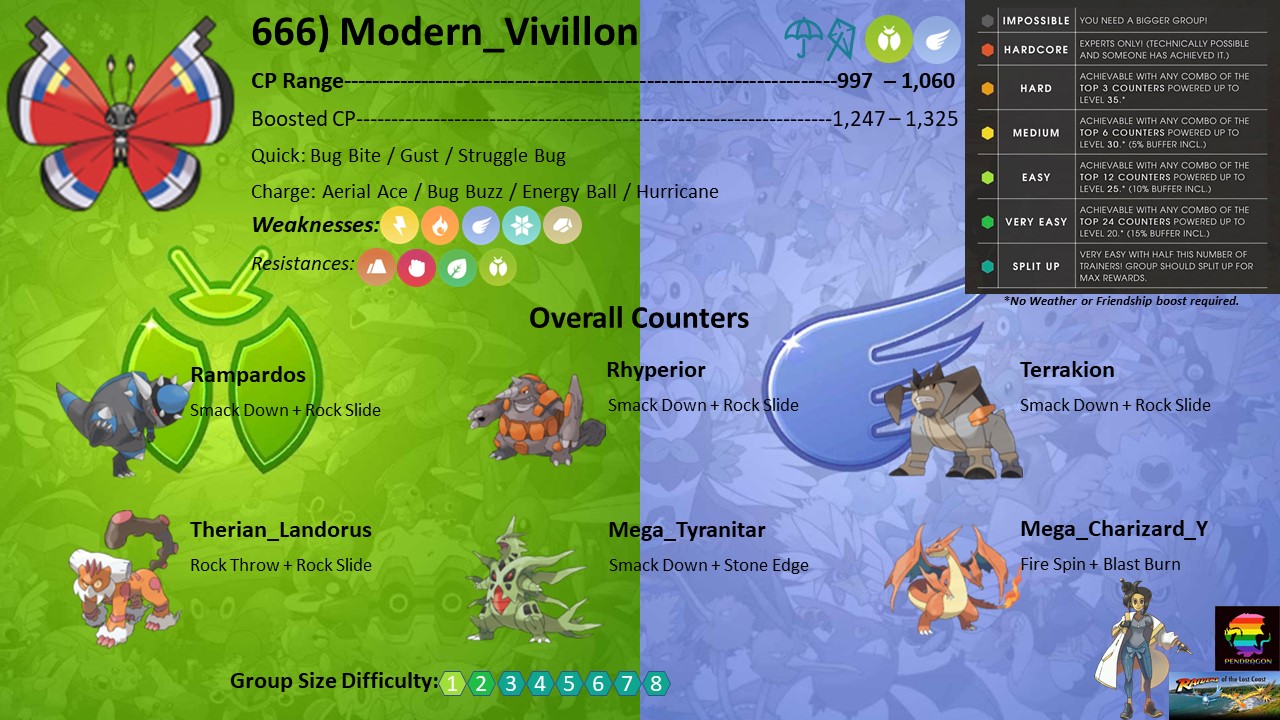 666) Modern_Vivillon
CP Range------------------------------------------------------------------------997 – 1,060
Boosted CP---------------------------------------------------------------------1,247 – 1,325
Quick: Bug Bite / Gust / Struggle Bug
Charge: Aerial Ace / Bug Buzz / Energy Ball / Hurricane
Weaknesses:
Resistances:
IMPOSSIBLE YOU NEED A BIGGER GROUP!
HARDCORE EXPERTS ONLY! (TECHNICALLY POSSIBLE
AND SOMEONE HAS ACHIEVED IT.)
HARD ACHIEVABLE WITH ANY COMBO OF THE
TOP 3 COUNTERS POWERED UP TO
LEVEL 35.*
MEDIUM ACHIEVABLE WITH ANY COMBO OF THE
TOP 6 COUNTERS POWERED UP TO
LEVEL 30.* (5% BUFFER INCL.)
EASY ACHIEVABLE WITH ANY COMBO OF THE
TOP 12 COUNTERS POWERED UP TO
LEVEL 25.* (10% BUFFER INCL.)
VERY EASY ACHIEVABLE WITH ANY COMBO OF THE
TOP 24 COUNTERS POWERED UP TO
LEVEL 20.* (15% BUFFER INCL.)
SPLIT UP VERY EASY WITH HALF THIS NUMBER OF
TRAINERS! GROUP SHOULD SPLIT UP FOR
MAX REWARDS.
*No Weather or Friendship boost required.
Overall Counters
Rampardos
Smack Down + Rock Slide
Rhyperior
Smack Down + Rock Slide
Terrakion
Smack Down + Rock Slide
Therian_Landorus
Rock Throw + Rock Slide
Mega_Tyranitar
Smack Down + Stone Edge
Mega_Charizard_Y
Fire Spin + Blast Burn
Group Size Difficulty: 1 2 3 4 5 6 7 8
PENDRAGON
RAIDERS of the Lost Coast